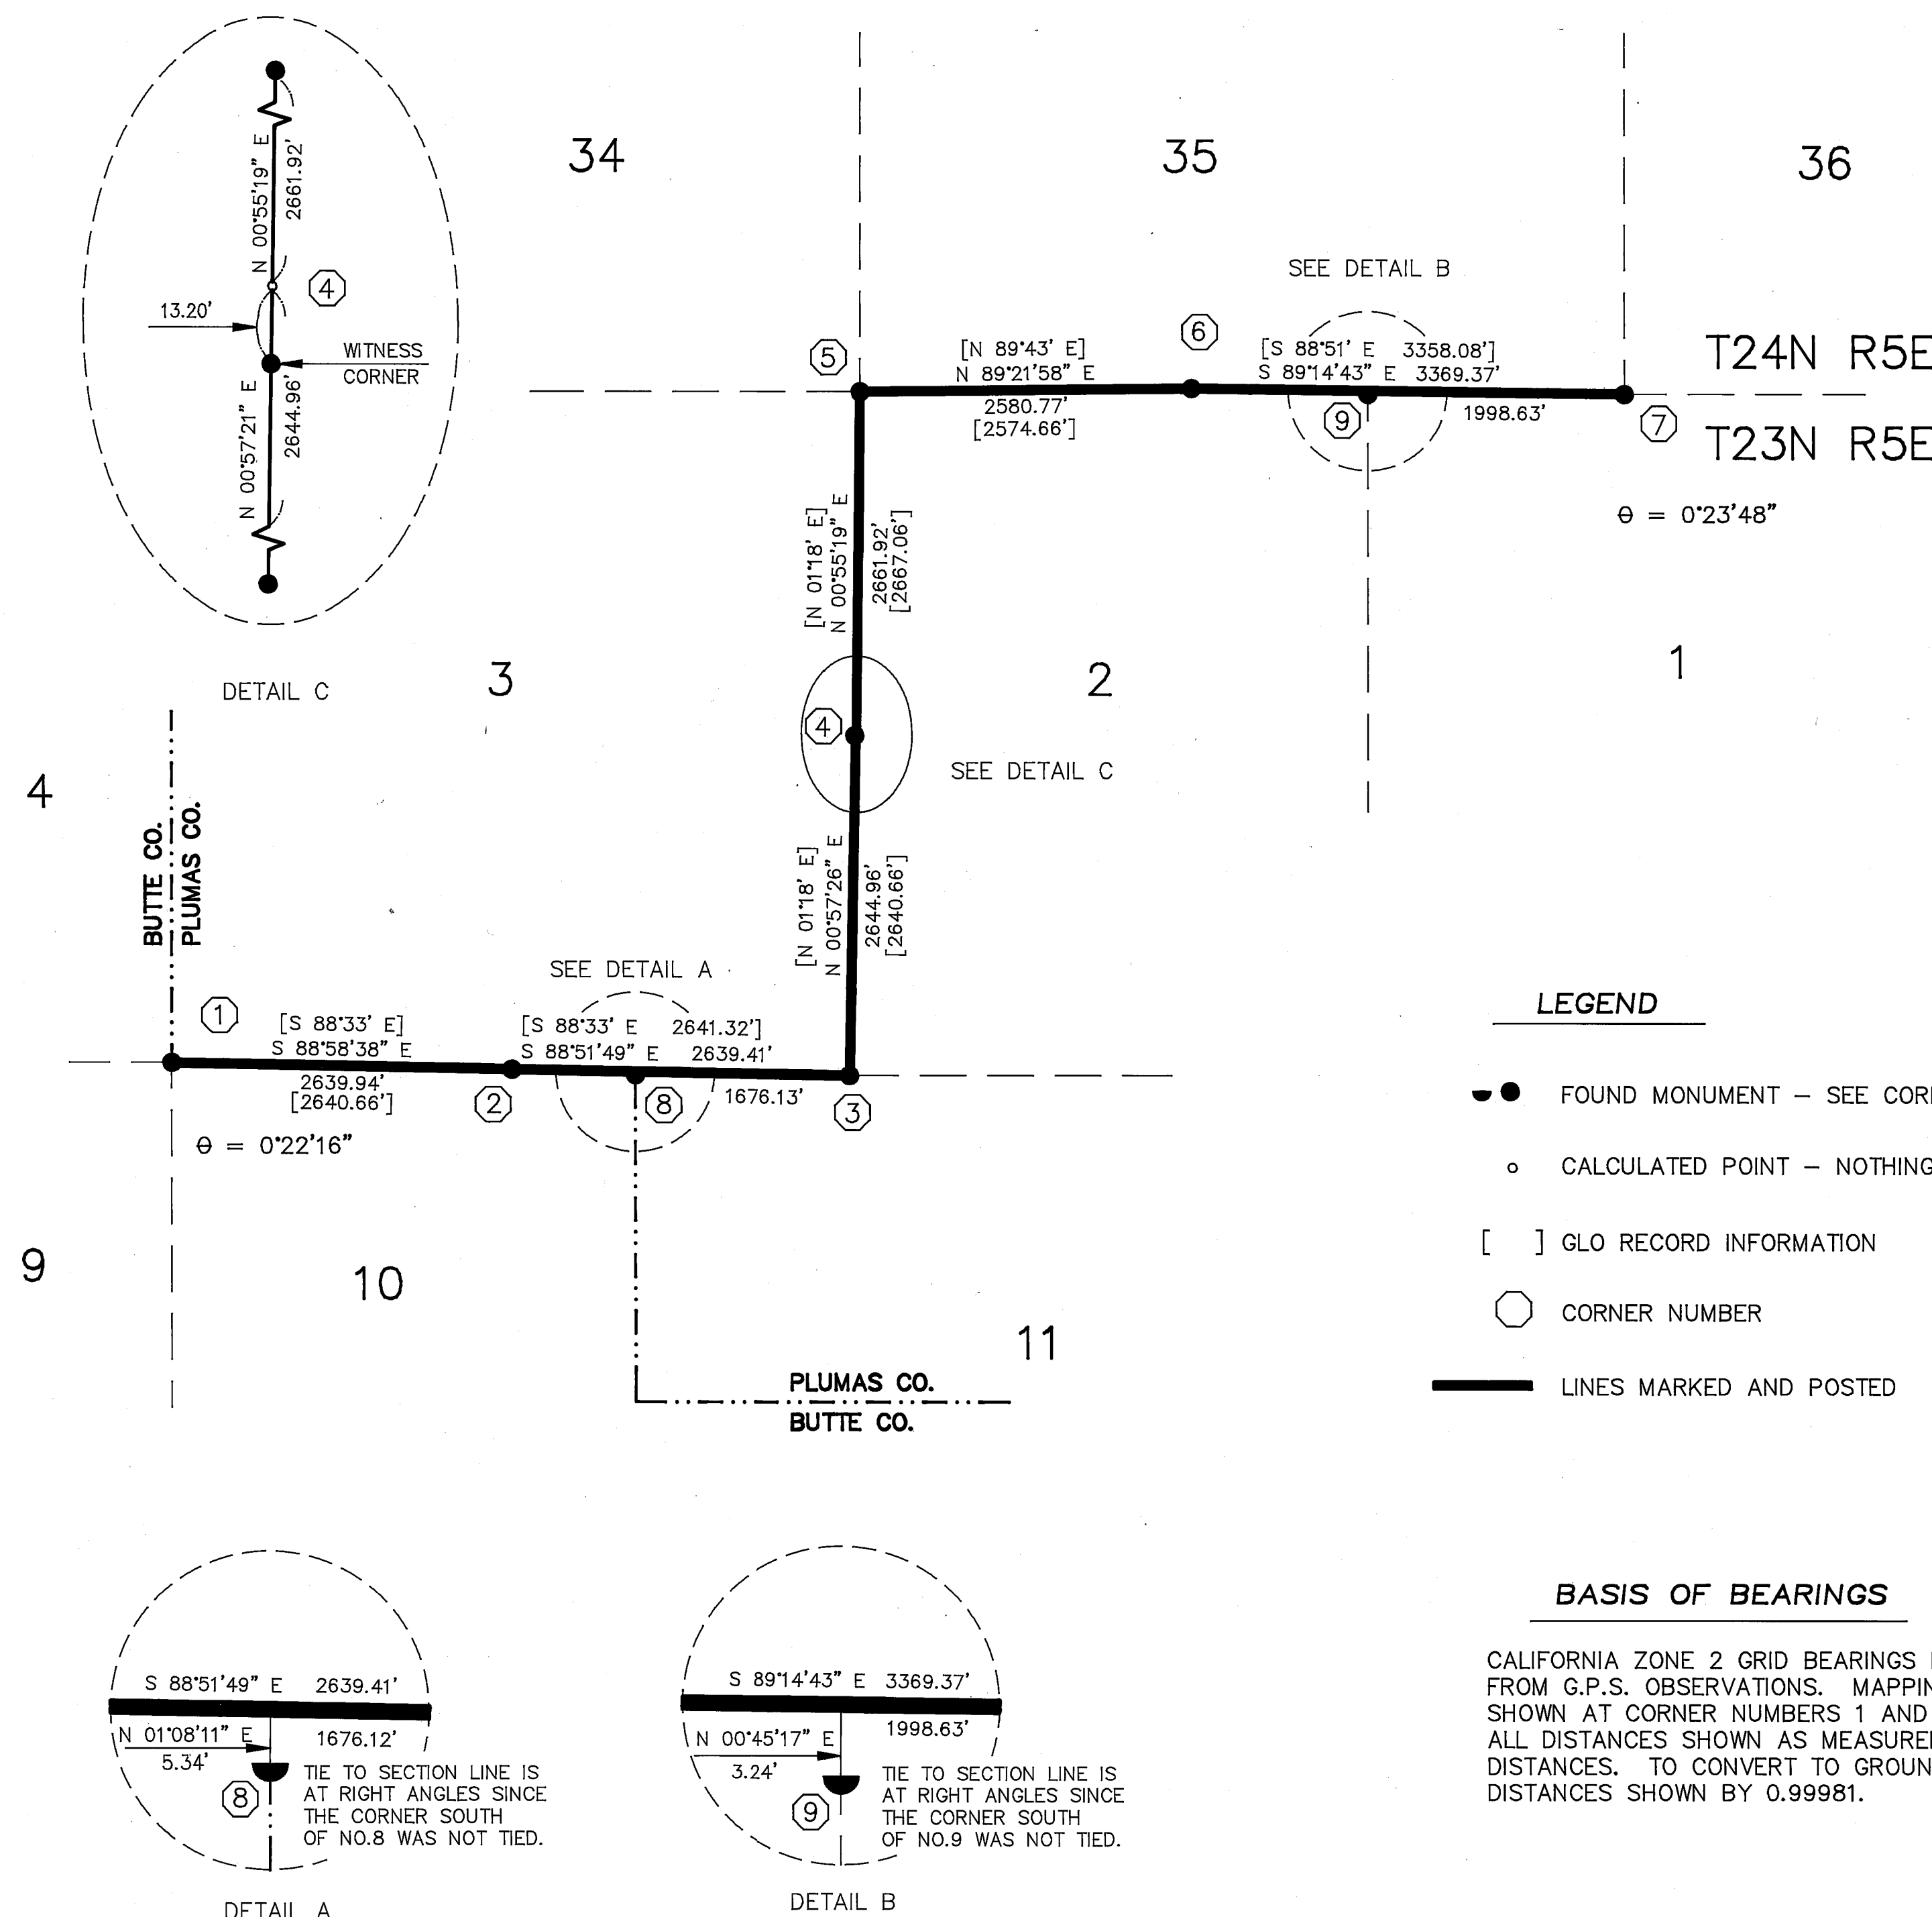 34
35
36
N 00°55'19" E
2661.92'
4
13.20'
WITNESS
CORNER
N 00°57'21" E
2644.96'
DETAIL C
SEE DETAIL B
5
[N 89°43' E]
N 89°21'58" E
2580.77'
[2574.66']
6
[S 88°51' E 3358.08']
S 89°14'43" E 3369.37'
9
1998.63'
7
T24N R5E
T23N R5E
θ = 0°23'48"
[N 01°18' E]
N 00°55'19" E
2661.92'
[2667.06']
3
2
1
4
SEE DETAIL C
4
BUTTE CO.
PLUMAS CO.
[N 01°18' E]
N 00°57'26" E
2644.96'
[2640.66']
SEE DETAIL A
1
[S 88°33' E]
S 88°58'38" E
2639.94'
[2640.66']
2
[S 88°33' E 2641.32']
S 88°51'49" E 2639.41'
8
1676.13'
3
θ = 0°22'16"
9
10
11
PLUMAS CO.
BUTTE CO.
LEGEND
FOUND MONUMENT – SEE
CALCULATED POINT – NOTHING
[ ] GLO RECORD INFORMATION
CORNER NUMBER
LINES MARKED AND POSTED
S 88°51'49" E 2639.41'
N 01°08'11" E
5.34'
1676.12'
8
TIE TO SECTION LINE IS
AT RIGHT ANGLES SINCE
THE CORNER SOUTH
OF NO.8 WAS NOT TIED.
DETAIL A
S 89°14'43" E 3369.37'
N 00°45'17" E
3.24'
1998.63'
9
TIE TO SECTION LINE IS
AT RIGHT ANGLES SINCE
THE CORNER SOUTH
OF NO.9 WAS NOT TIED.
DETAIL B
BASIS OF BEARINGS
CALIFORNIA ZONE 2 GRID BEARINGS
FROM G.P.S. OBSERVATIONS.
SHOWN AT CORNER NUMBERS 1 AND
ALL DISTANCES SHOWN AS
DISTANCES. TO CONVERT TO
DISTANCES SHOWN BY 0.99981.